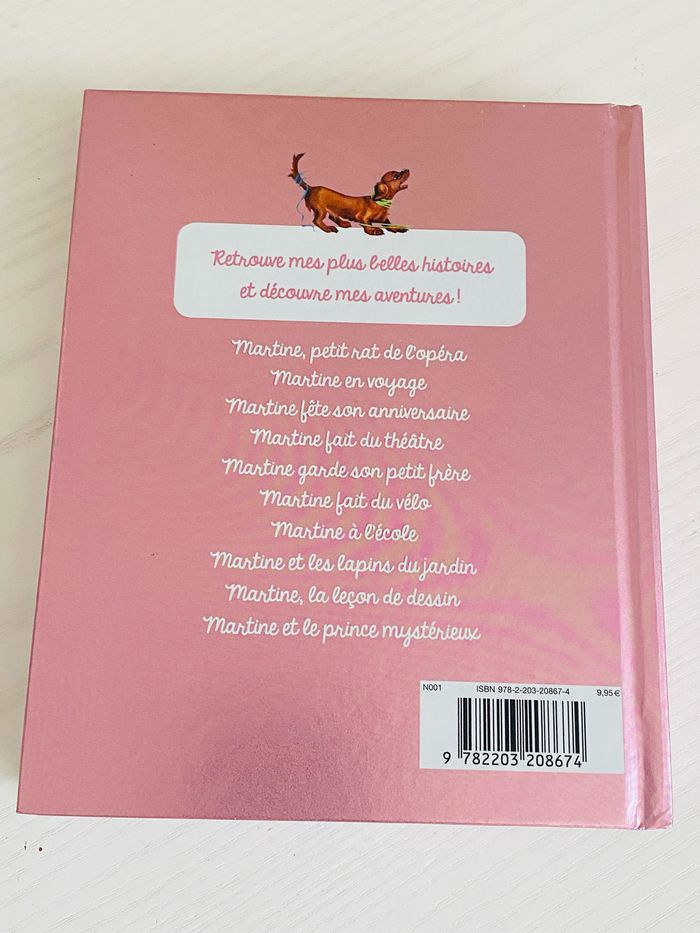 Retrouve mes plus belles histoires
et découvre mes aventures !
Martine, petit rat de l'opéra
Martine en voyage
Martine fête son anniversaire
Martine fait du théâtre
Martine garde son petit frère
Martine fait du vélo
Martine à l'école
Martine et les lapins du jardin
Martine, la leçon de dessin
Martine et le prince mystérieux
N001 ISBN 978-2-203-20867-4 9,95 €
9 782203 208674